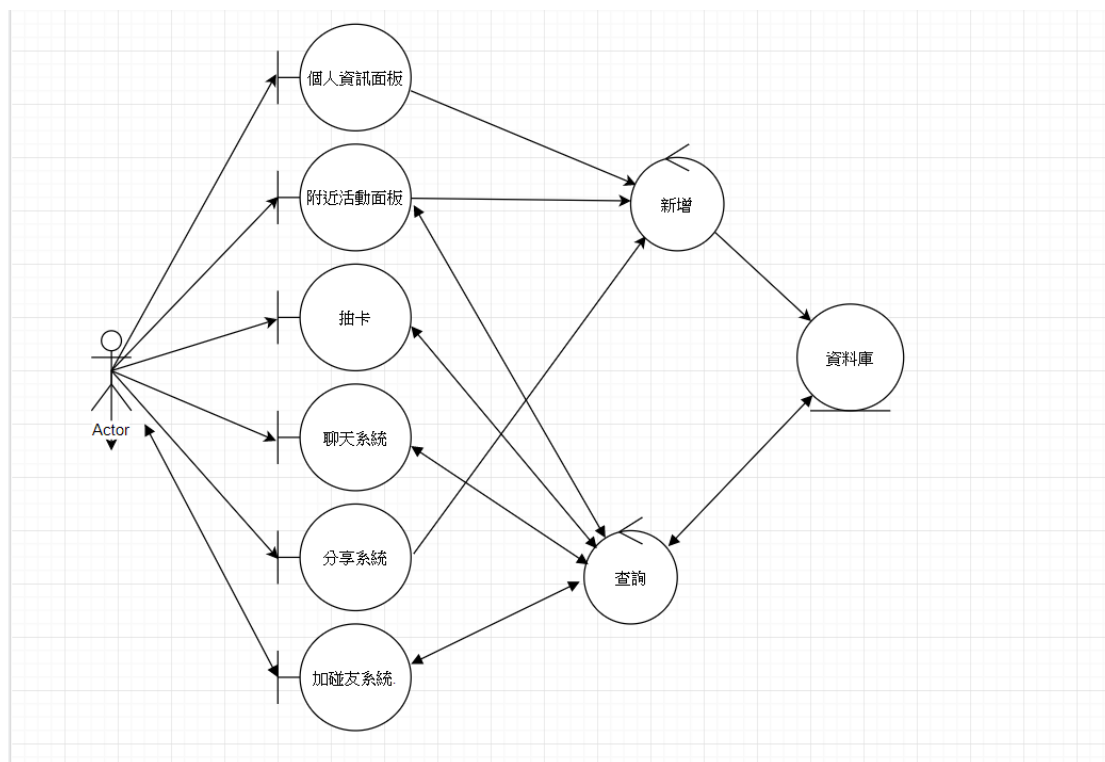 個人資訊面板
附近活動面板
新增
抽卡
資料庫
Actor
聊天系統
分享系統
查詢
加碰友系統.